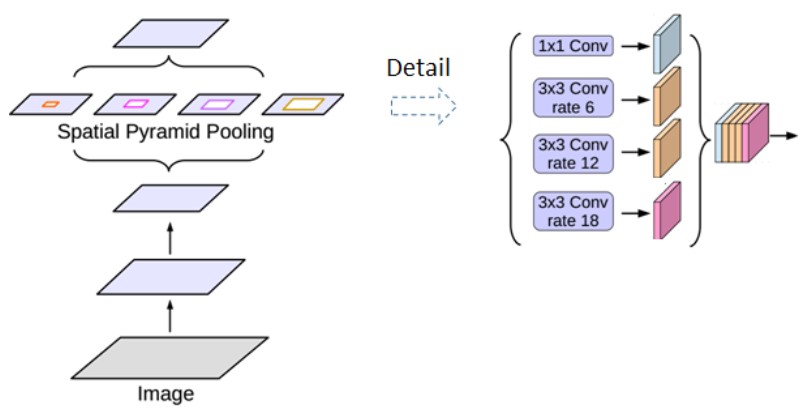 Spatial Pyramid Pooling
Image
Detail
1x1 Conv
3x3 Conv
rate 6
3x3 Conv
rate 12
3x3 Conv
rate 18